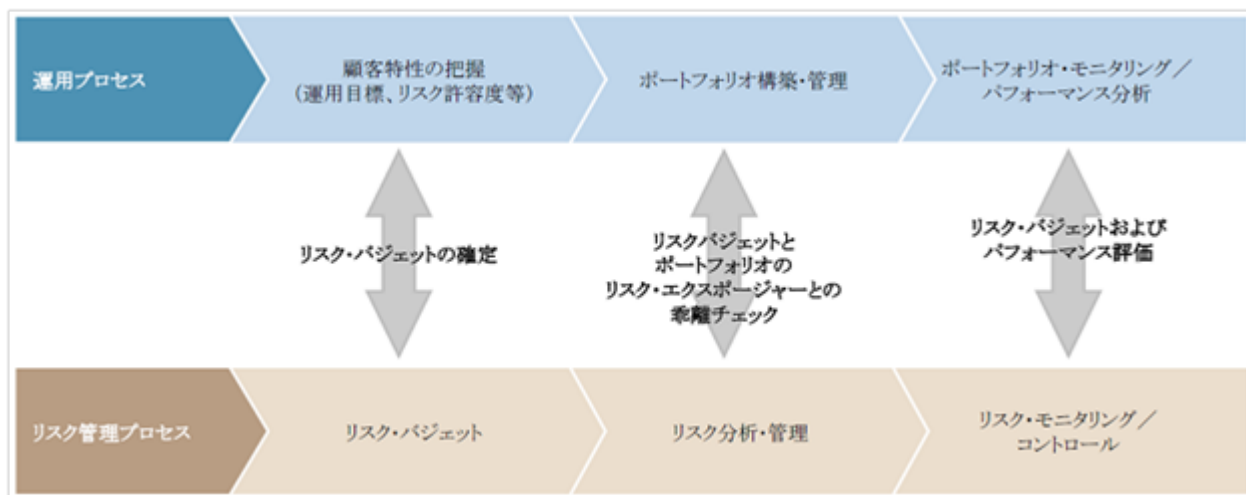 運用プロセス
顧客特性の把握
（運用目標、リスク許容度等）
ポートフォリオ構築・管理
ポートフォリオ・モニタリング／
パフォーマンス分析
リスク・バジェットの確定
リスクバジェットと
ポートフォリオの
リスク・エクスポージャーとの
乖離チェック
リスク・バジェットおよび
パフォーマンス評価
リスク管理プロセス
リスク・バジェット
リスク分析・管理
リスク・モニタリング／
コントロール